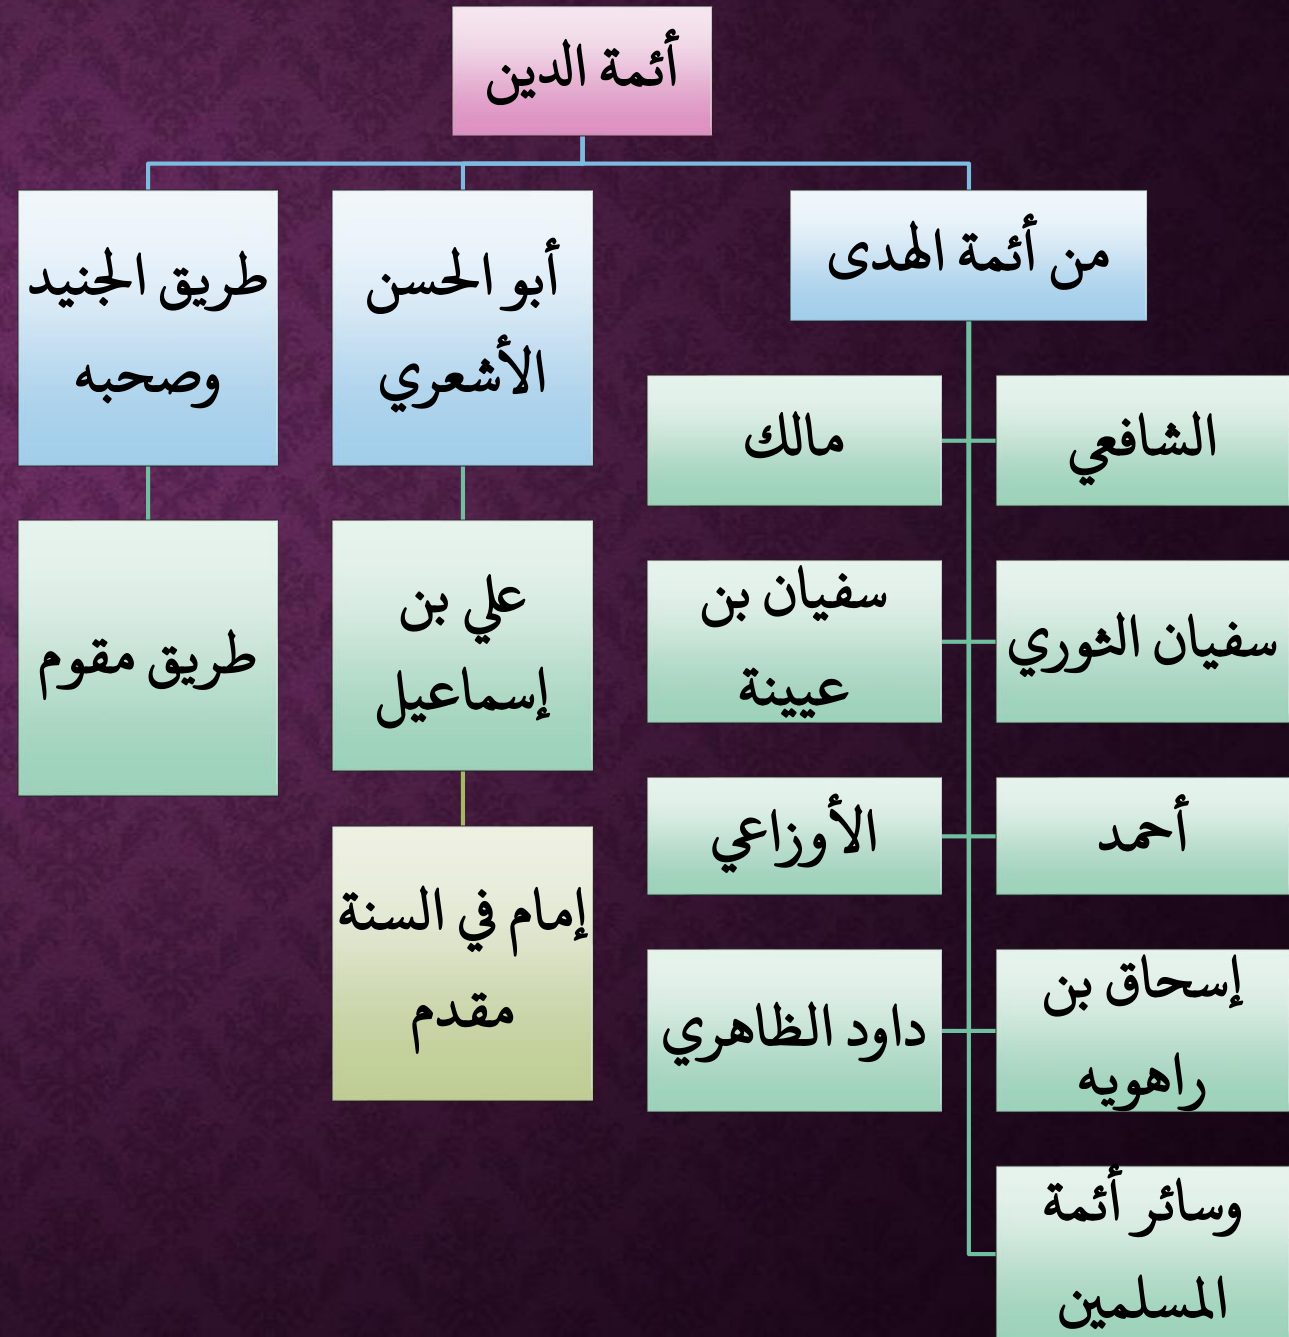 أئمة الدين
من أئمة الهدى
الشافعي
مالك
سفيان الثوري
سفيان بن
عيينة
أحمد
الأوزاعي
إسحاق بن
راهويه
داود الظاهري
وسائر أئمة
المسلمين
أبو الحسن
الأشعري
علي بن
إسماعيل
إمام في السنة
مقدم
طريق الجنيد
وصحبه
طريق مقوم